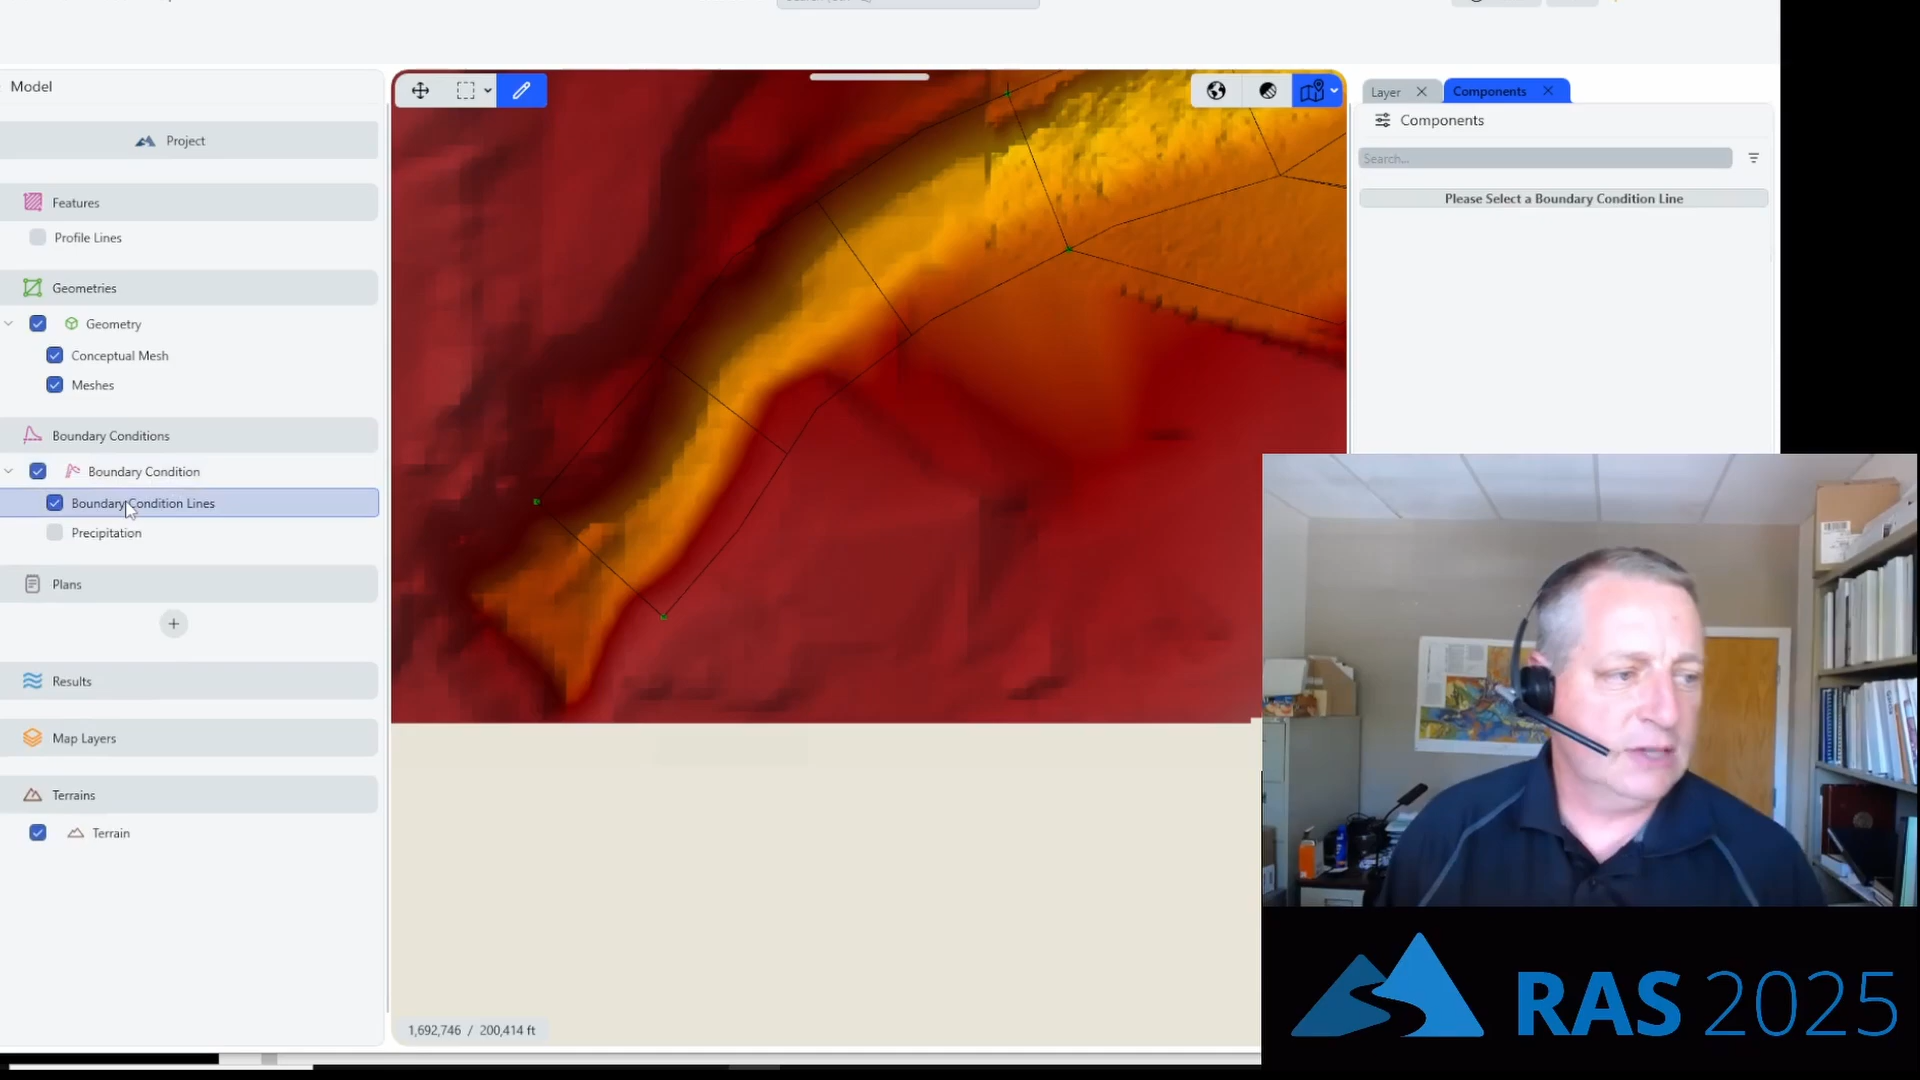 Model
Project
Features
Profile Lines
Geometries
Geometry
Conceptual Mesh
Meshes
Boundary Conditions
Boundary Condition
Boundary Condition Lines
Precipitation
Plans
Results
Map Layers
Terrains
Terrain
1,692,746 / 200,414 ft
Layer
Components
Components
Search...
Please Select a Boundary Condition Line
RAS 2025